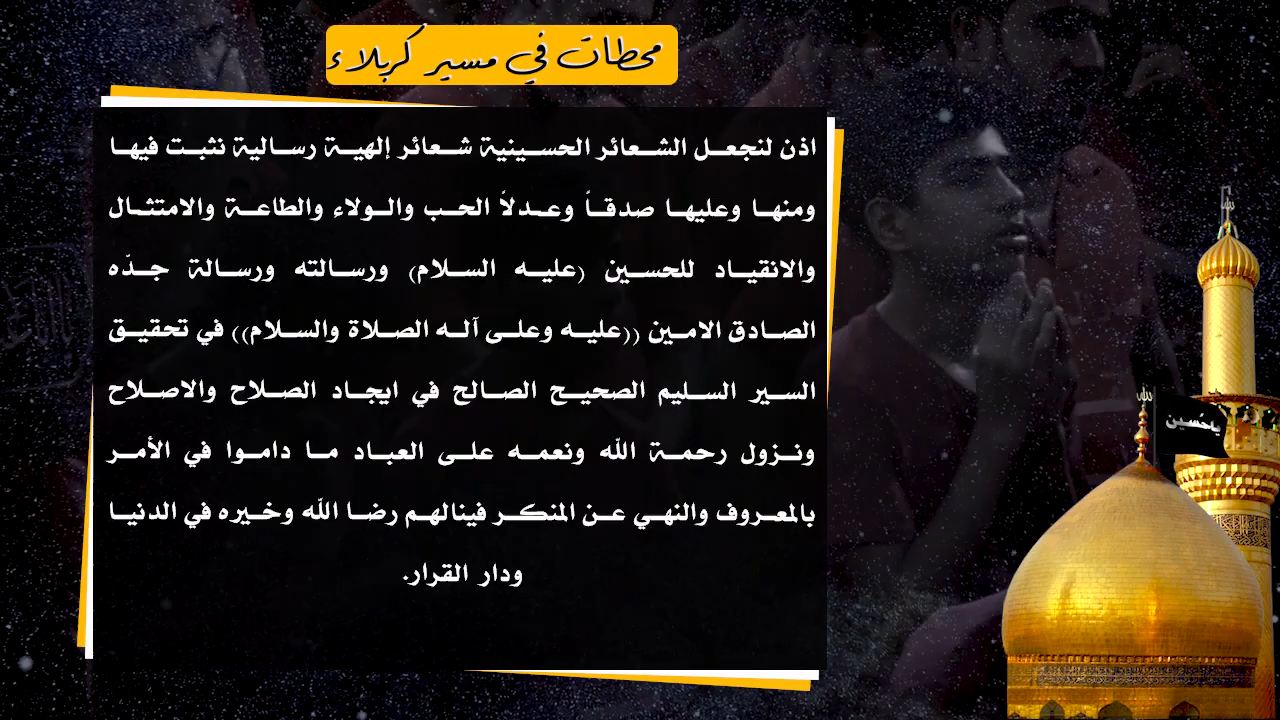 محطات في مسير كربلاء
اذن لنجعل الشعائر الحسينية شعائر إلهية رسالية نثبت فيها
ومنها وعليها صدقاً وعدلاً الحب والولاء والطاعة والامتثال
والانقياد للحسين (عليه السلام) ورسالته ورسالة جدّه
الصادق الامين ((عليه وعلى آله الصلاة والسلام)) في تحقيق
السير السليم الصحيح الصالح في ايجاد الصلاح والاصلاح
ونزول رحمة الله ونعمه على العباد ما داموا في الأمر
بالمعروف والنهي عن المنكر فينالهم رضا الله وخيره في الدنيا
ودار القرار.
ياحسين